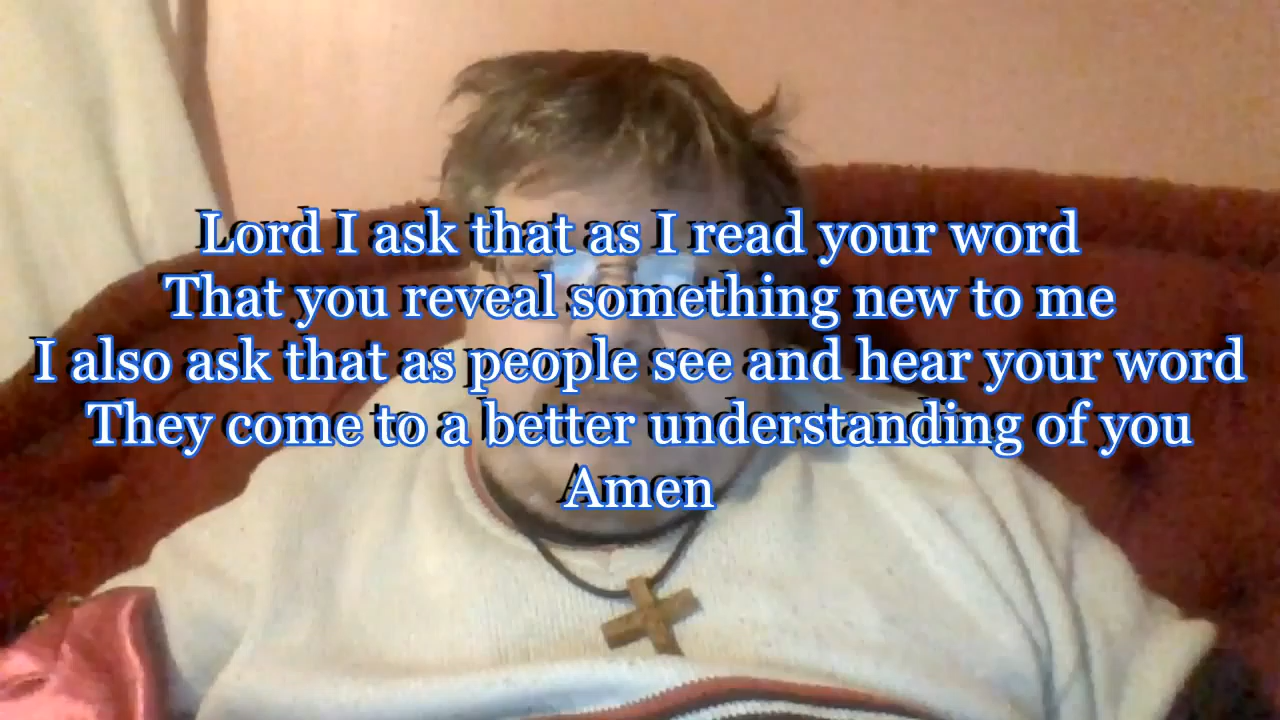 Lord I ask that as I read your word
That you reveal something new to me
I also ask that as people see and hear your word
They come to a better understanding of you
Amen